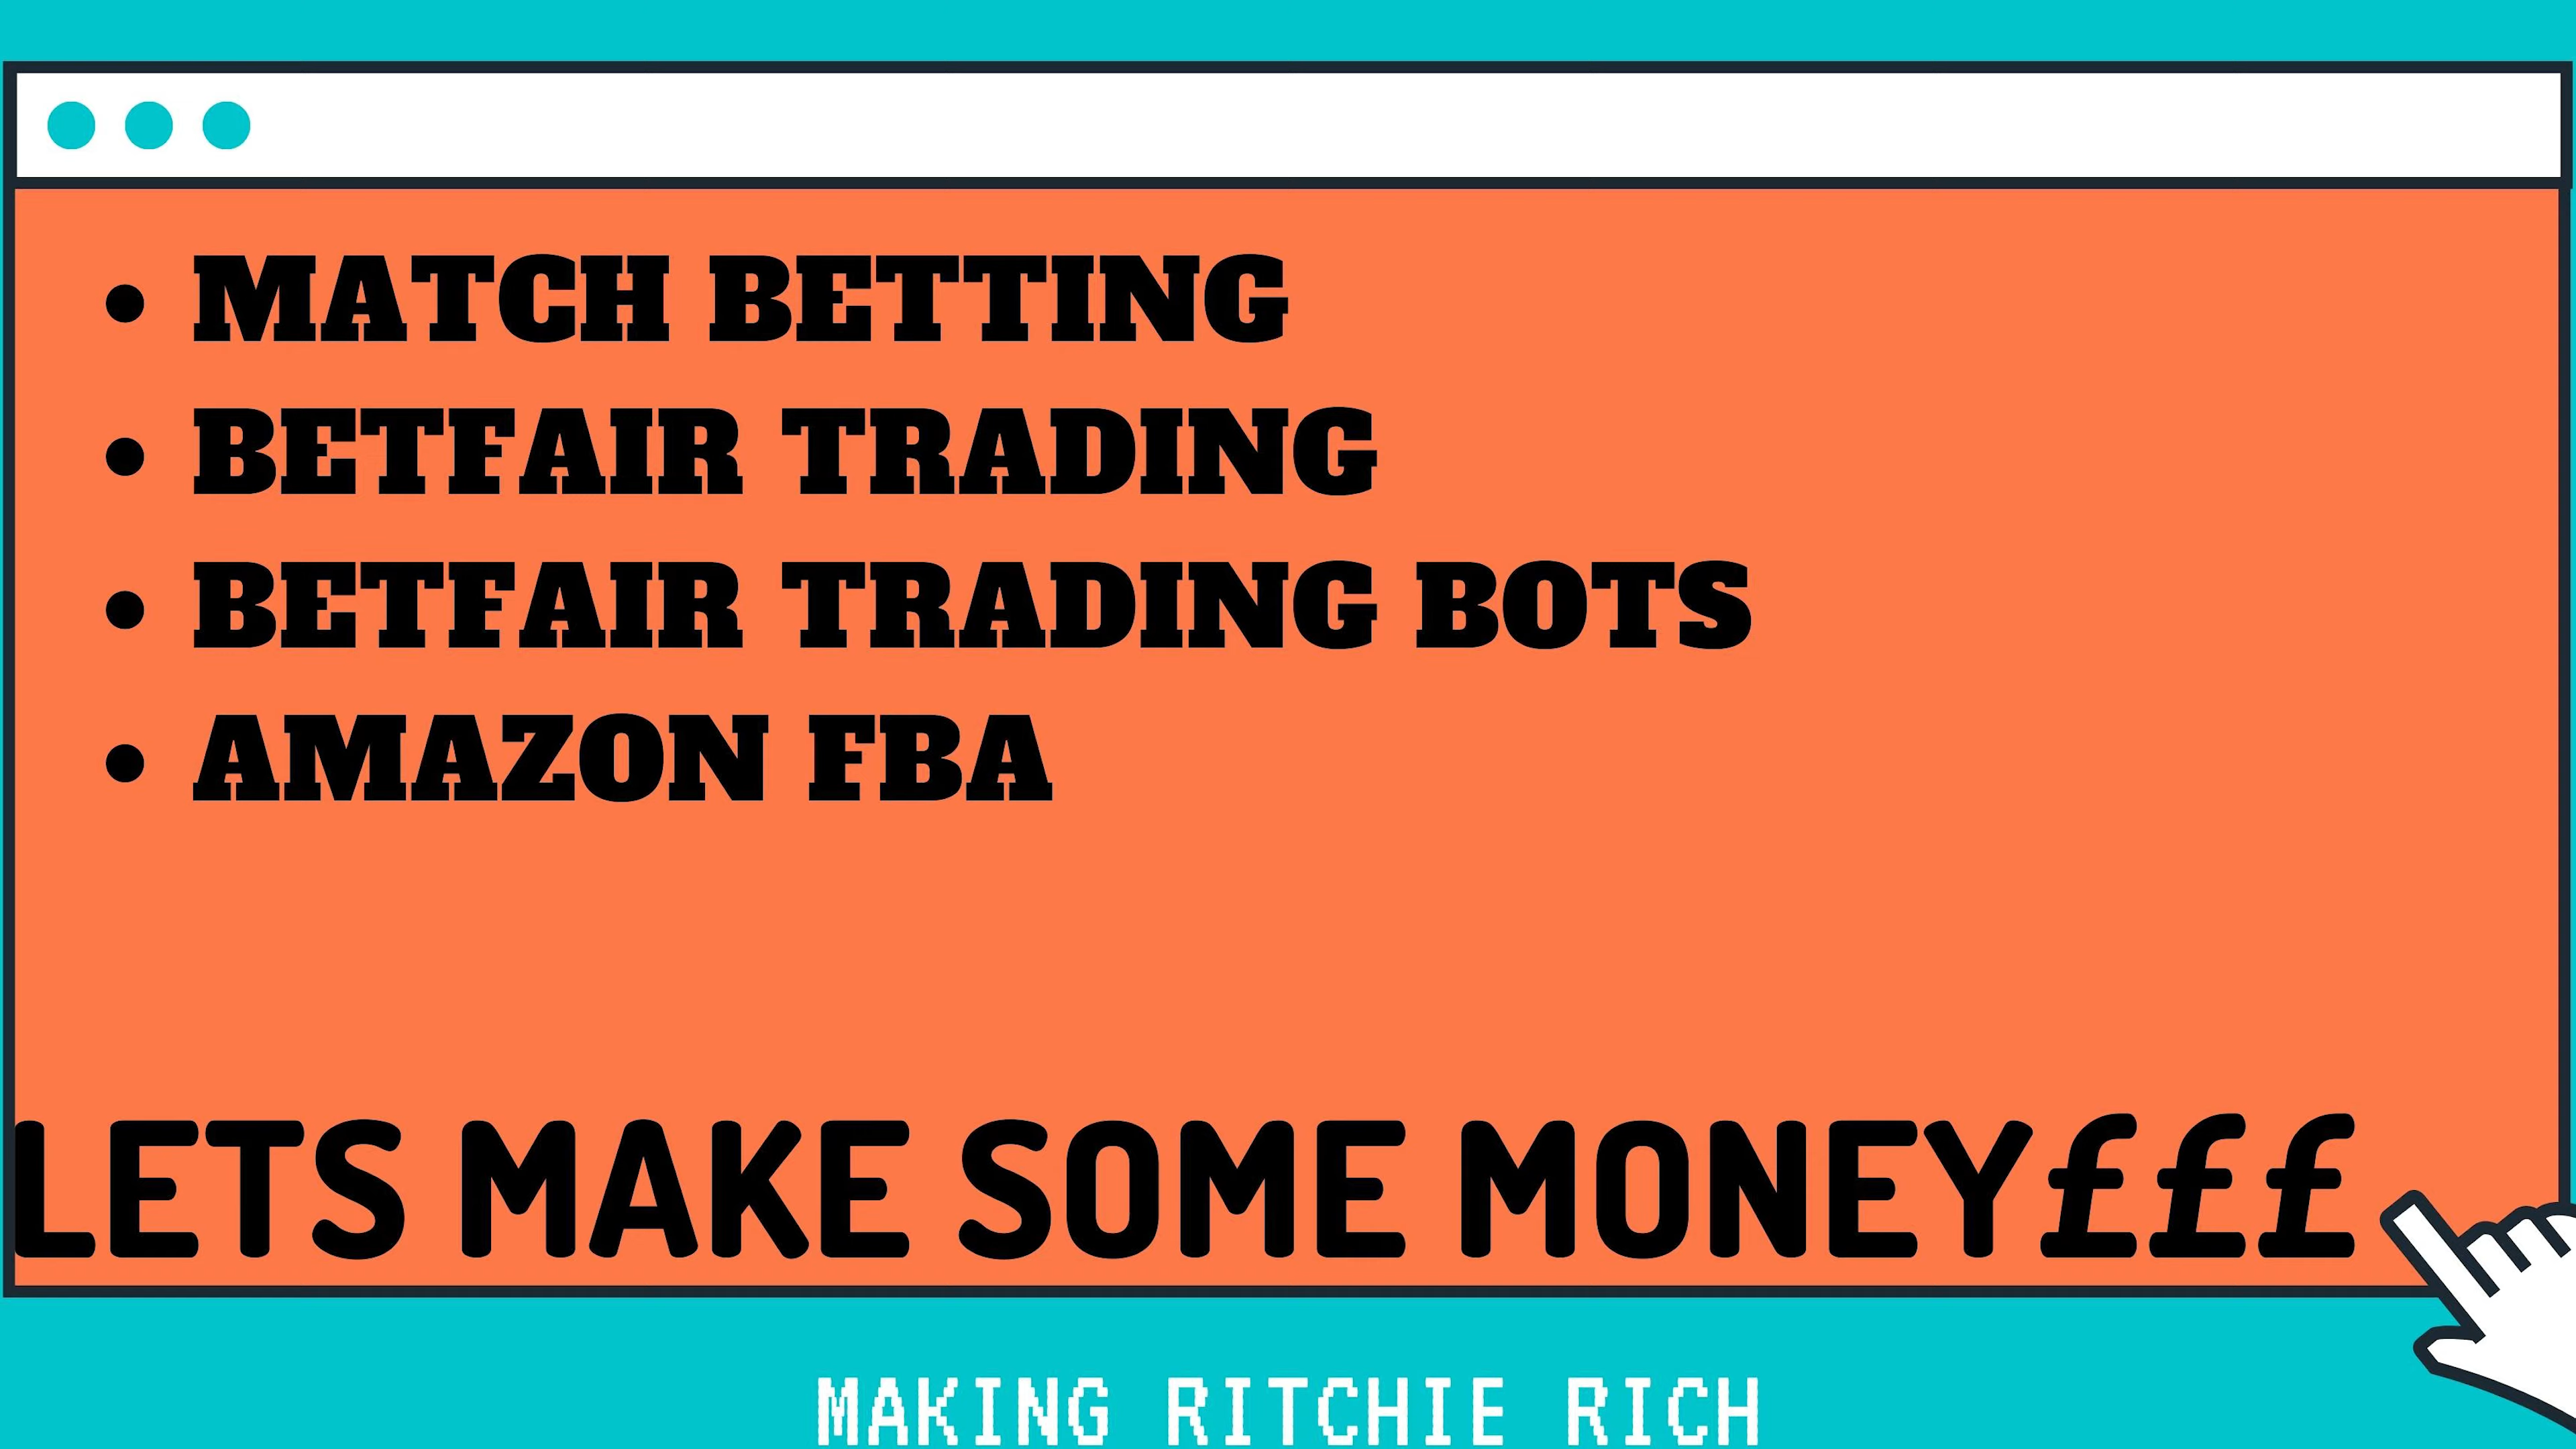 MATCH BETTING
BETFAIR TRADING
BETFAIR TRADING BOTS
AMAZON FBA
LETS MAKE SOME MONEY£££
MAKING RITCHIE RICH